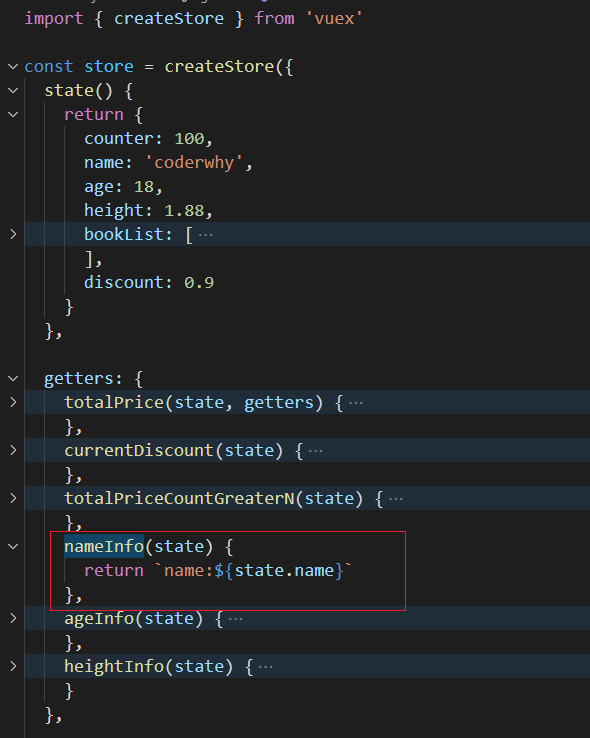 import { createStore } from 'vuex'
const store = createStore({
state() {
return {
counter: 100,
name: 'coderwhy',
age: 18,
height: 1.88,
bookList: [ ···
],
discount: 0.9
}
},
getters: {
totalPrice(state, getters) { ···
},
currentDiscount(state) { ···
},
totalPriceCountGreaterN(state) { ···
},
nameInfo(state) {
return `name:${state.name}`
},
ageInfo(state) { ···
},
heightInfo(state) { ···
}
},